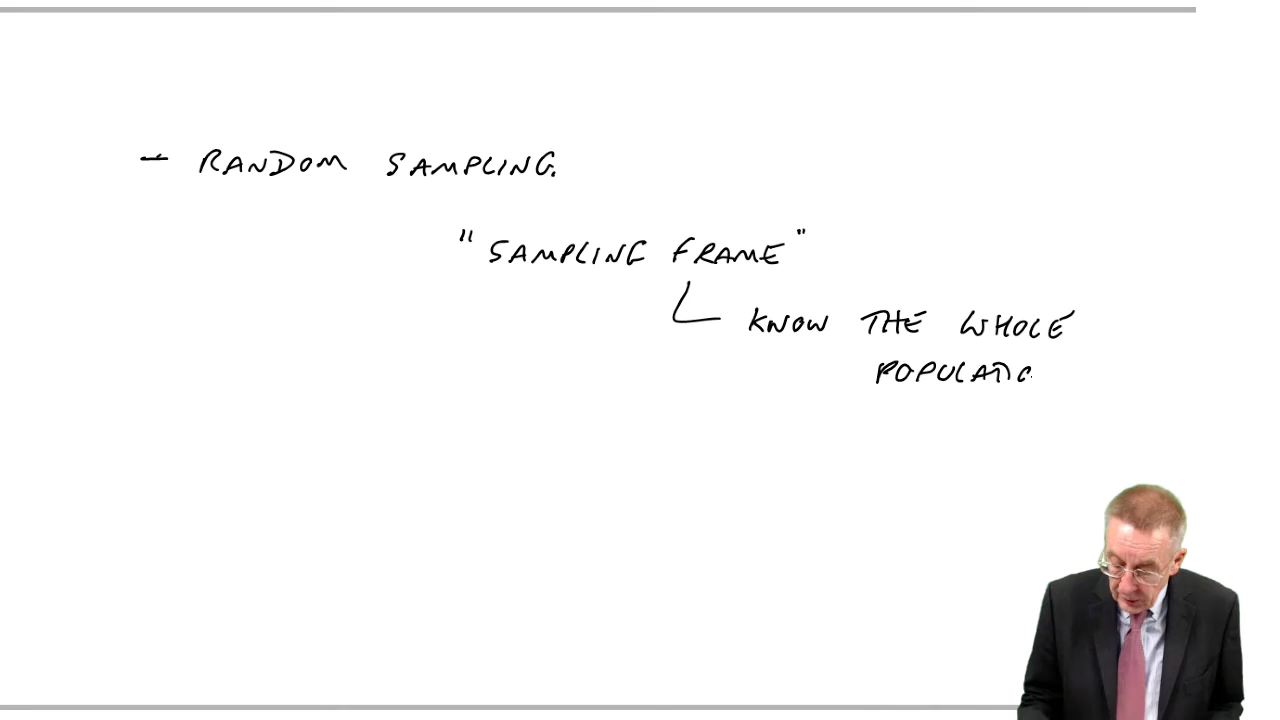 - RANDOM SAMPLING.
"SAMPLING FRAME"
KNOW THE WHOLE
POPULATIO